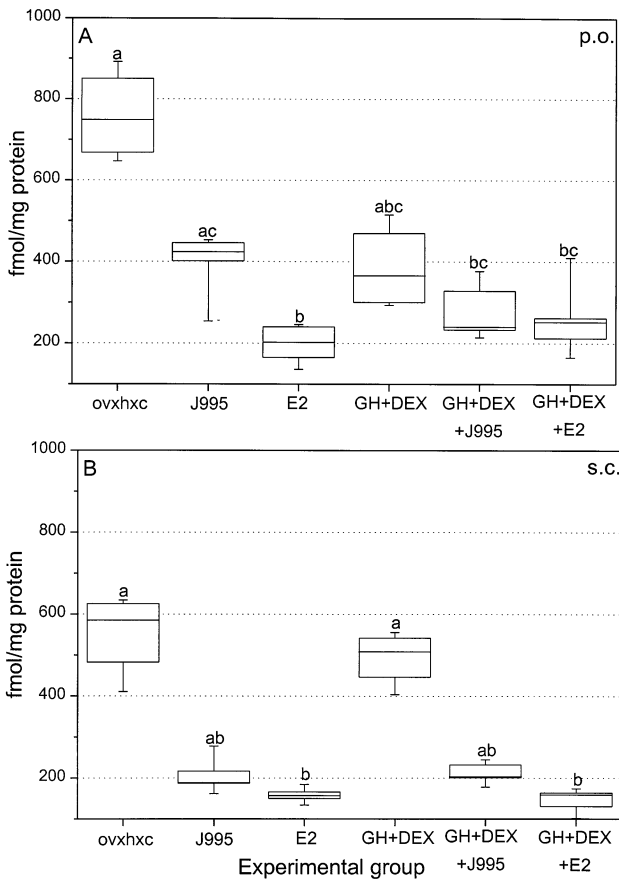 1000
A
p.o.
a
800
600
abc
ac
bc
bc
400
b
200
fmol/mg protein
ovxhxc J995 E2 GH+DEX GH+DEX GH+DEX
+J995 +E2
1000
B
s.c.
800
a
600
a
400
ab
ab
b
b
200
fmol/mg protein
ovxhxc J995 E2 GH+DEX GH+DEX GH+DEX
+J995 +E2
Experimental group